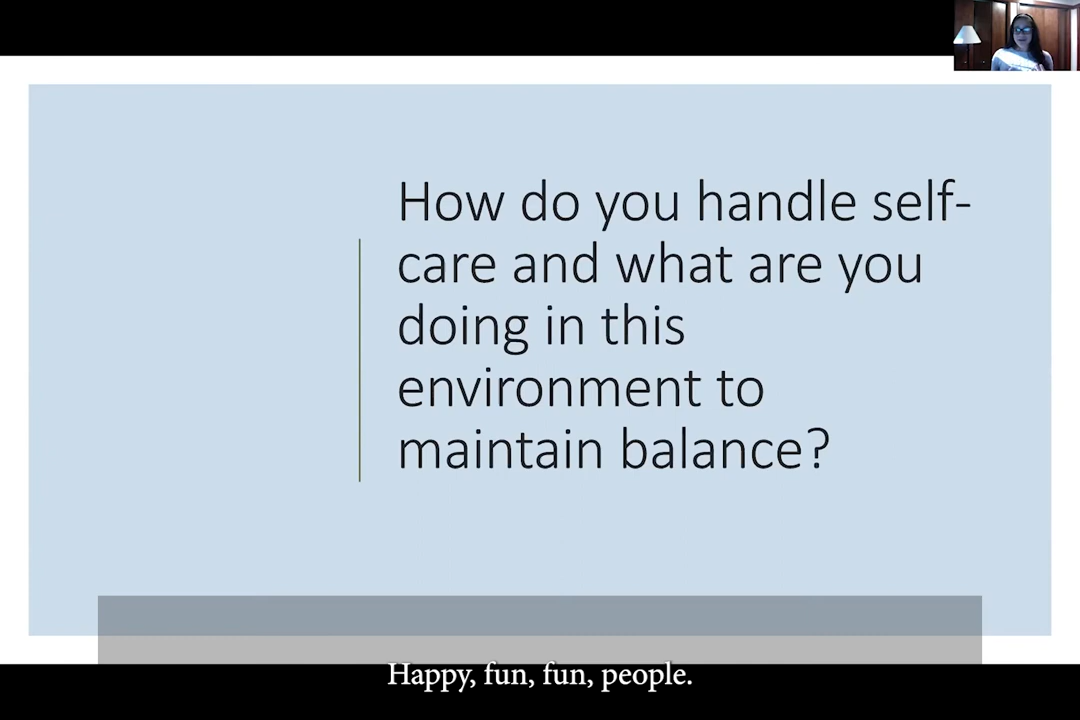 How do you handle self-
care and what are you
doing in this
environment to
maintain balance?
Happy, fun, fun, people.